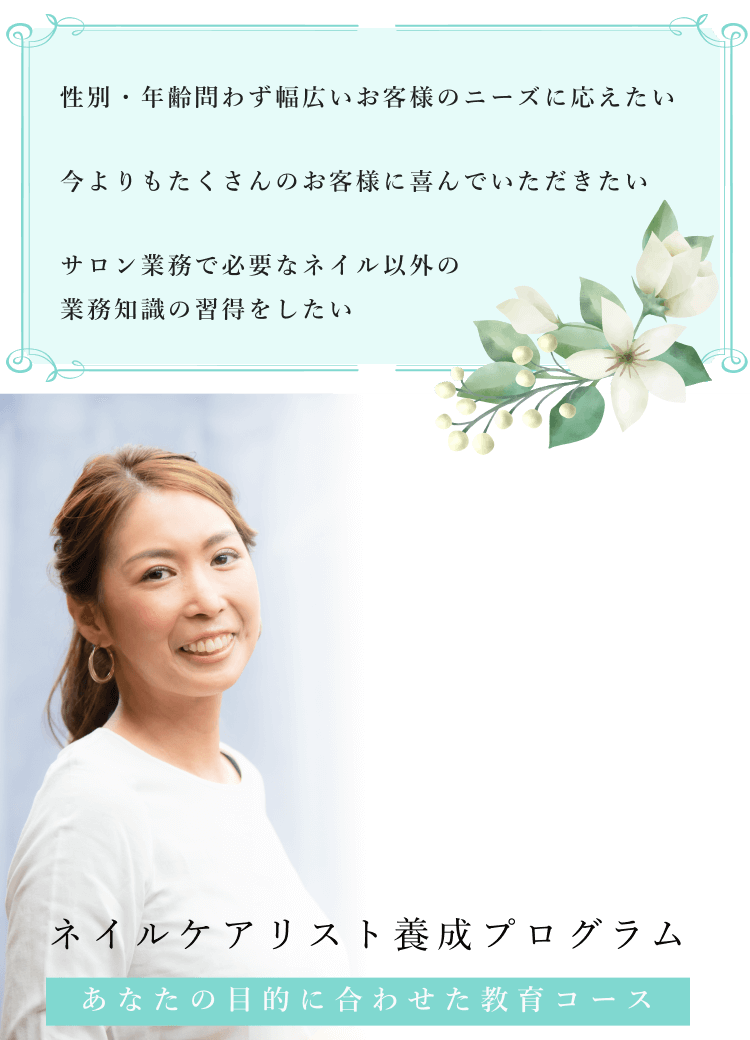 性別・年齢問わず幅広いお客様のニーズに応えたい
今よりもたくさんのお客様に喜んでいただきたい
サロン業務で必要なネイル以外の
業務知識の習得をしたい
ネイルケアリスト養成プログラム
あなたの目的に合わせた教育コース